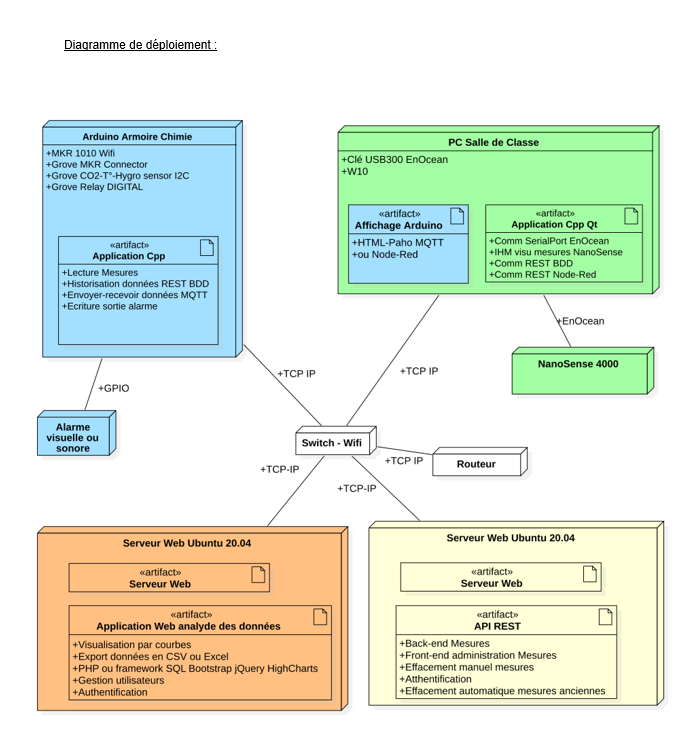 Diagramme de déploiement :
Arduino Armoire Chimie
+MKR 1010 Wifi
+Grove MKR Connector
+Grove CO2-T°-Hygro sensor I2C
+Grove Relay DIGITAL
«artifact»
Application Cpp
+Lecture Mesures
+Historisation données REST BDD
+Envoyer-recevoir données MQTT
+Ecriture sortie alarme
PC Salle de Classe
+Clé USB300 EnOcean
+W10
«artifact»
Affichage Arduino
+HTML-Paho MQTT
+ou Node-Red
«artifact»
Application Cpp Qt
+Comm SerialPort EnOcean
+IHM visu mesures NanoSense
+Comm REST BDD
+Comm REST Node-Red
+EnOcean
NanoSense 4000
+GPIO
+TCP IP
+TCP IP
Alarme
visuelle ou
sonore
Switch - Wifi
+TCP IP
Routeur
+TCP-IP
+TCP-IP
Serveur Web Ubuntu 20.04
«artifact»
Serveur Web
«artifact»
Application Web analyde des données
+Visualisation par courbes
+Export données en CSV ou Excel
+PHP ou framework SQL Bootstrap jQuery HighCharts
+Gestion utilisateurs
+Authentification
Serveur Web Ubuntu 20.04
«artifact»
Serveur Web
«artifact»
API REST
+Back-end Mesures
+Front-end administration Mesures
+Effacement manuel mesures
+Atthentification
+Effacement automatique mesures anciennes